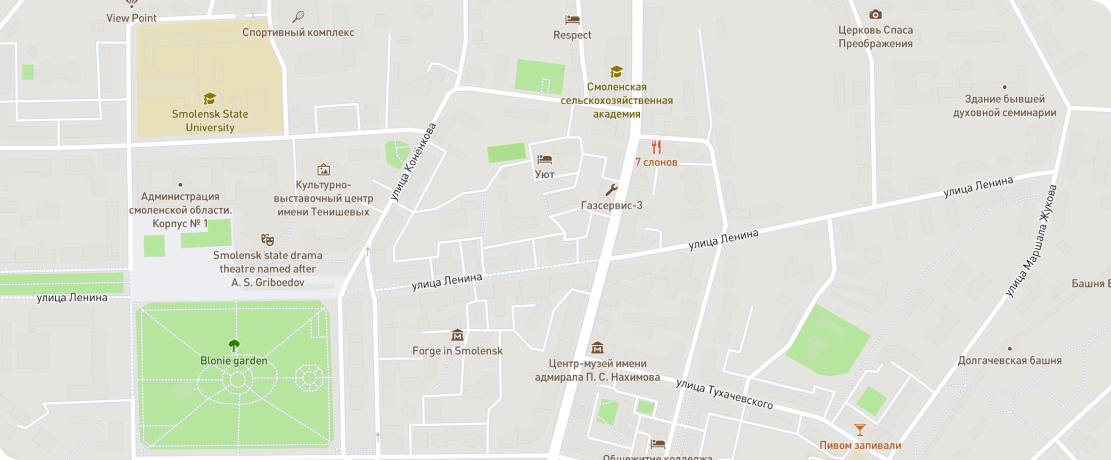 View Point
Спортивный комплекс
Respect
Церковь Спаса
Преображения
Smolensk State
University
Смоленская
сельскохозяйственная
академия
Здание бывшей
духовной семинарии
улица Конёнкова
7 слонов
Уют
Культурно-
выставочный центр
имени Тенишевых
Администрация
смоленской области.
Корпус № 1
Газсервис-3
улица Ленина
улица Маршала Жукова
улица Ленина
Smolensk state drama
theatre named after
A. S. Griboedov
улица Ленина
Башня
улица Ленина
Forge in Smolensk
Blonie garden
Центр-музей имени
адмирала П. С. Нахимова
Долгачевская башня
улица Тухачевского
Пивом запивали
Общежитие колледжа